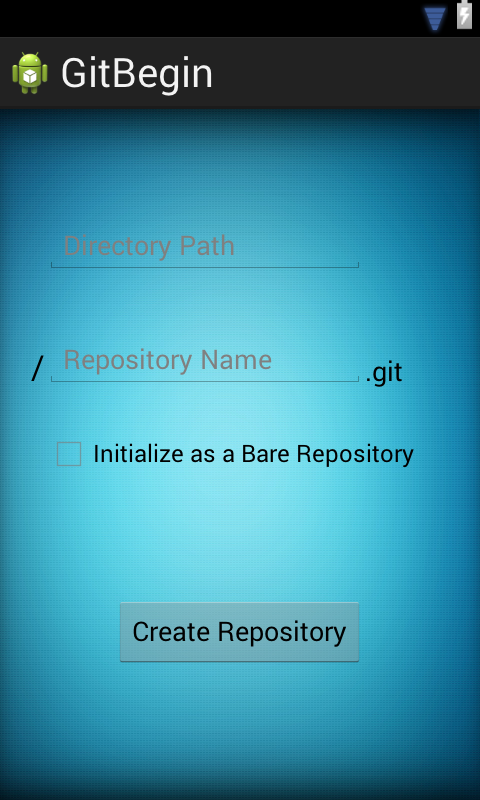 GitBegin
Directory Path
/ Repository Name .git
Initialize as a Bare Repository
Create Repository